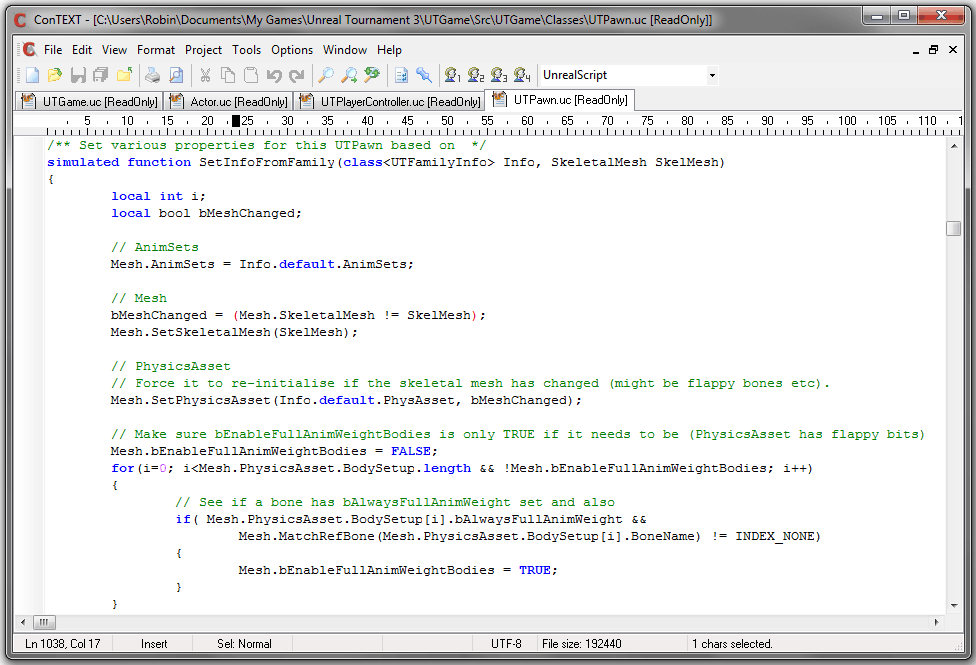 ConTEXT - [C:\Users\Robin\Documents\My Games\Unreal Tournament 3\UTGame\Src\UTGame\Classes\UTPawn.uc [ReadOnly]]
File Edit View Format Project Tools Options Window Help
1 2 3 4 UnrealScript
UTGame.uc [ReadOnly] Actor.uc [ReadOnly] UTPlayerController.uc [ReadOnly] UTPawn.uc [ReadOnly]
5 10 15 20 25 30 35 40 45 50 55 60 65 70 75 80 85 90 95 100 105 110 1
/** Set various properties for this UTPawn based on  */
simulated function SetInfoFromFamily(class<UTFamilyInfo> Info, SkeletalMesh SkelMesh)
{
        local int i;
        local bool bMeshChanged;
        // AnimSets
        Mesh.AnimSets = Info.default.AnimSets;
        // Mesh
        bMeshChanged = (Mesh.SkeletalMesh != SkelMesh);
        Mesh.SetSkeletalMesh(SkelMesh);
        // PhysicsAsset
        // Force it to re-initialise if the skeletal mesh has changed (might be flappy bones etc).
        Mesh.SetPhysicsAsset(Info.default.PhysAsset, bMeshChanged);
        // Make sure bEnableFullAnimWeightBodies is only TRUE if it needs to be (PhysicsAsset has flappy bits)
        Mesh.bEnableFullAnimWeightBodies = FALSE;
        for(i=0; i<Mesh.PhysicsAsset.BodySetup.length && !Mesh.bEnableFullAnimWeightBodies; i++)
        {
                // See if a bone has bAlwaysFullAnimWeight set and also
                if( Mesh.PhysicsAsset.BodySetup[i].bAlwaysFullAnimWeight &&
                        Mesh.MatchRefBone(Mesh.PhysicsAsset.BodySetup[i].BoneName) != INDEX_NONE)
                {
                        Mesh.bEnableFullAnimWeightBodies = TRUE;
                }
        }
Ln 1038, Col 17 Insert Sel: Normal UTF-8 File size: 192440 1 chars selected.